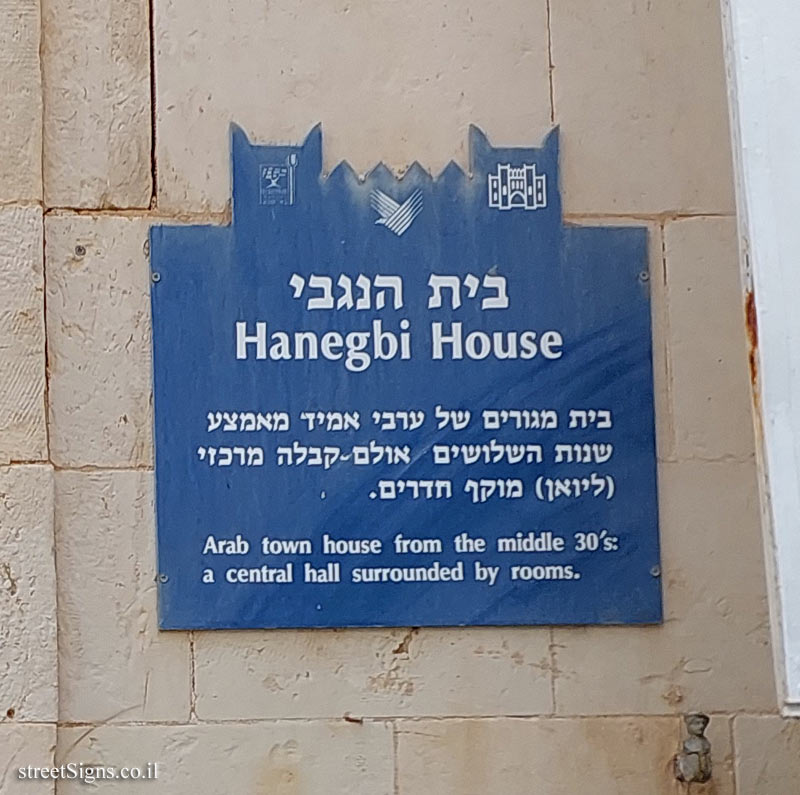 בית הנגבי
Hanegbi House
בית מגורים של ערבי אמיד מאמצע
שנות השלושים אולם-קבלה מרכזי
(ליואן) מוקף חדרים.
Arab town house from the middle 30's:
a central hall surrounded by rooms.
streetSigns.co.il